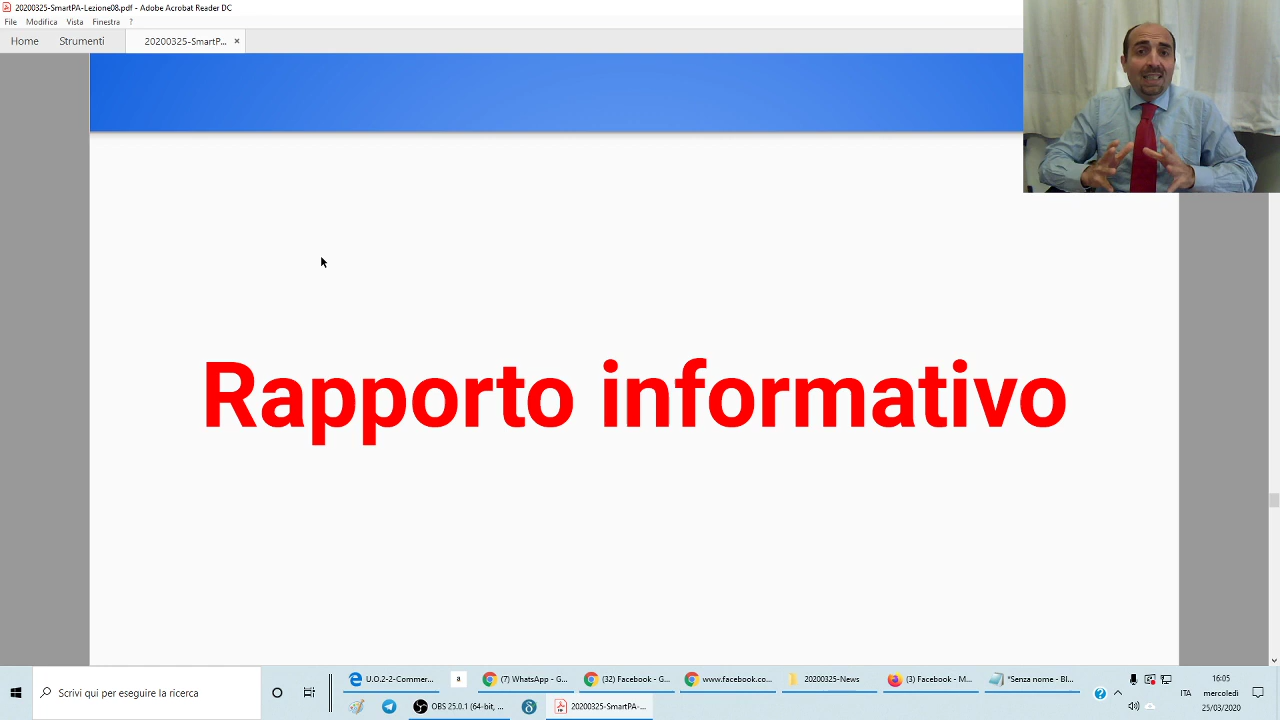 20200325-SmartPA-Lezione08.pdf - Adobe Acrobat Reader DC
File Modifica Vista Finestra ?
Home Strumenti 20200325-SmartP... ×
Rapporto informativo
U.O.2-2-Commer... a (7) WhatsApp - G... (32) Facebook - G... www.facebook.co... 20200325-News (3) Facebook - M... *Senza nome - Bl...
Scrivi qui per eseguire la ricerca
OBS 25.0.1 (64-bit, ... 20200325-SmartPA-...
ITA
16:05
mercoledì
25/03/2020